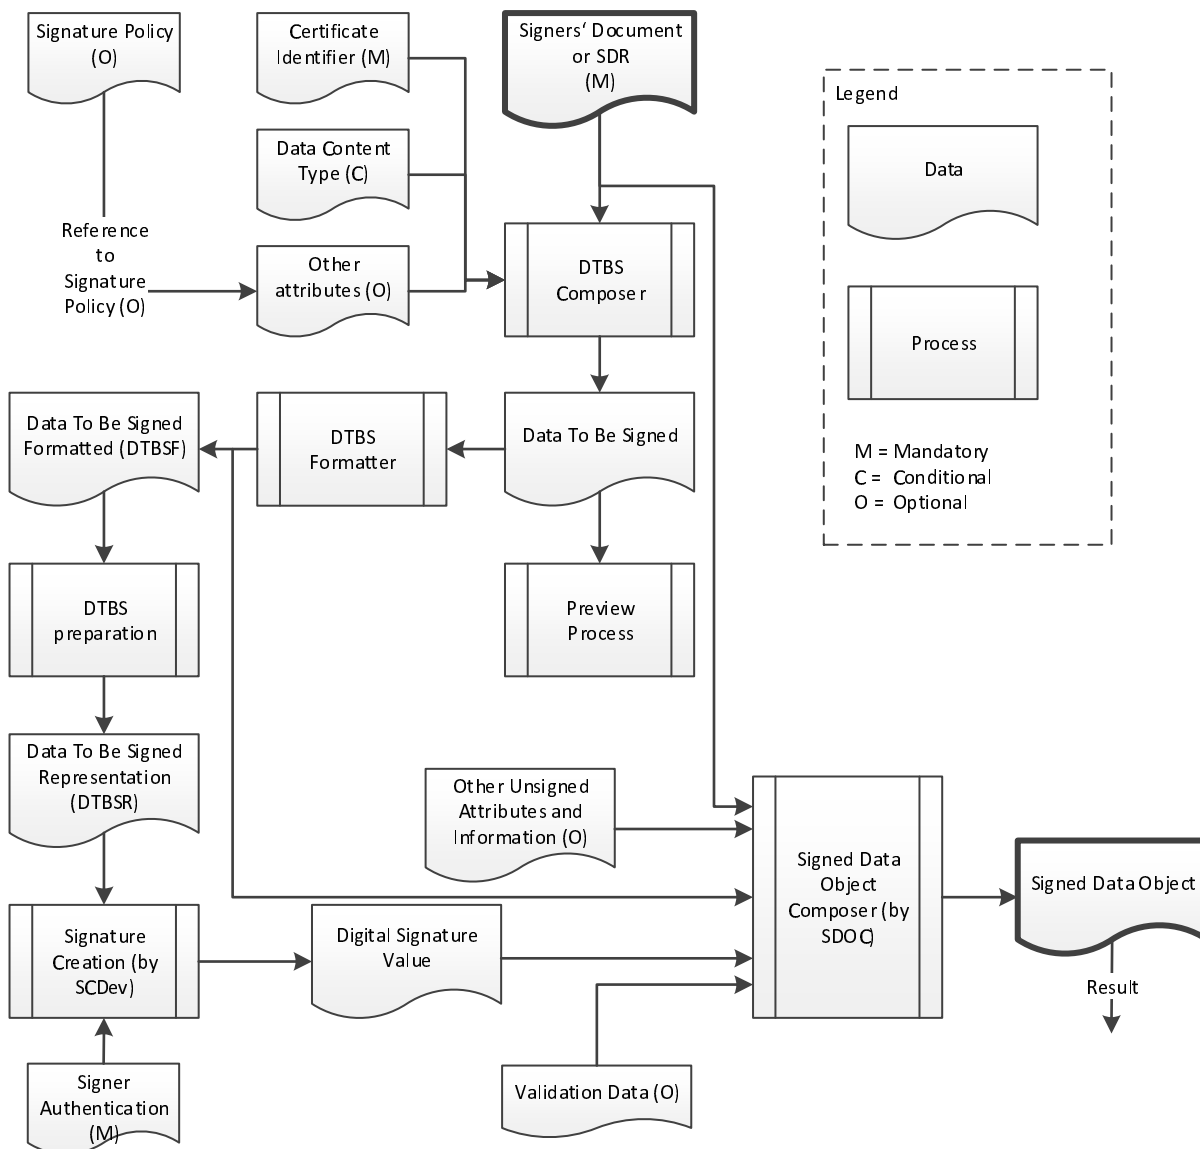 Signature Policy
(O)
Certificate
Identifier (M)
Signers‘ Document
or SDR
(M)
Legend
Data
Data Content
Type (C)
Reference
to
Signature
Policy (O)
Other
attributes (O)
DTBS
Composer
Process
Data To Be Signed
Formatted (DTBSF)
DTBS
Formatter
Data To Be Signed
M = Mandatory
C = Conditional
O = Optional
DTBS
preparation
Preview
Process
Data To Be Signed
Representation
(DTBSR)
Other Unsigned
Attributes and
Information (O)
Signed Data
Object
Composer (by
SDOC)
Signed Data Object
Signature
Creation (by
SCDev)
Digital Signature
Value
Result
Signer
Authentication
(M)
Validation Data (O)